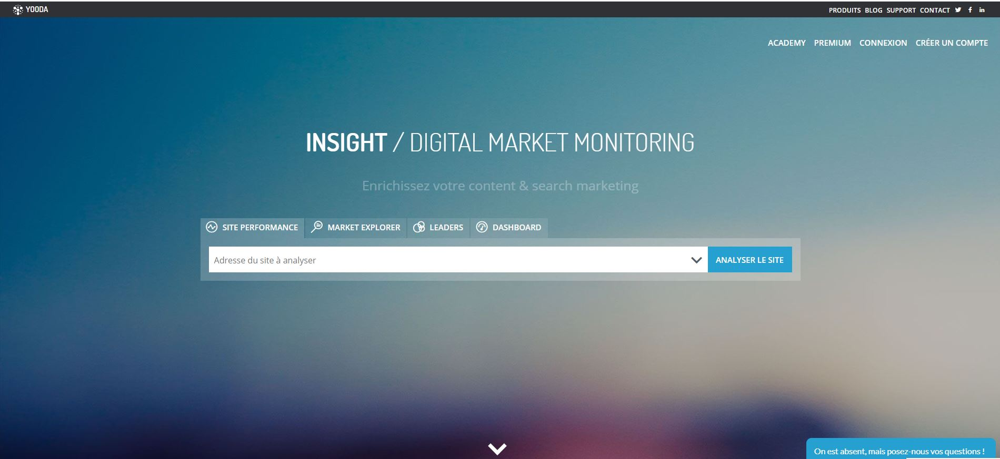 YOODA
PRODUITS BLOG SUPPORT CONTACT
ACADEMY PREMIUM CONNEXION CRÉER UN COMPTE
INSIGHT / DIGITAL MARKET MONITORING
Enrichissez votre content & search marketing
SITE PERFORMANCE MARKET EXPLORER LEADERS DASHBOARD
Adresse du site à analyser
ANALYSER LE SITE
On est absent, mais posez-nous vos questions !